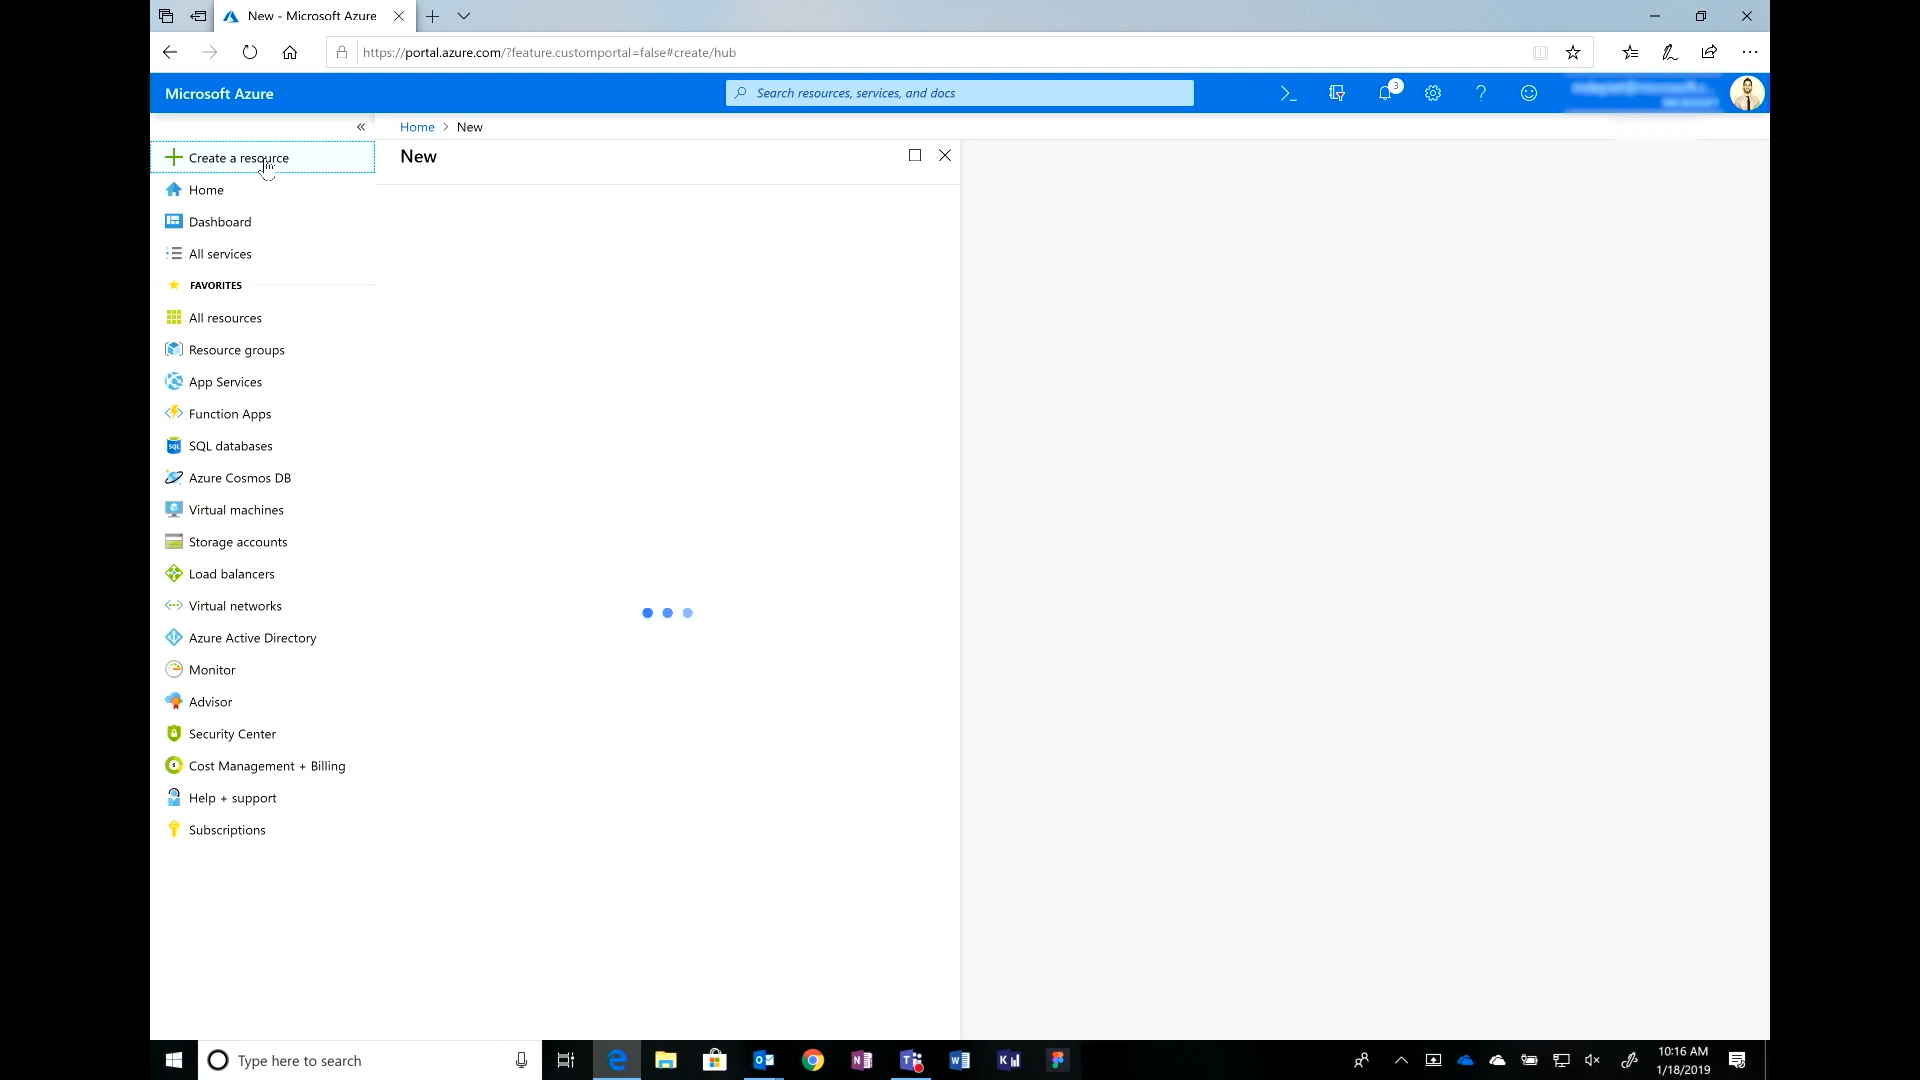 New - Microsoft Azure
https://portal.azure.com/?feature.customportal=false#create/hub
Microsoft Azure
Search resources, services, and docs
3
Home > New
Create a resource
New
Home
Dashboard
All services
FAVORITES
All resources
Resource groups
App Services
Function Apps
SQL databases
Azure Cosmos DB
Virtual machines
Storage accounts
Load balancers
Virtual networks
Azure Active Directory
Monitor
Advisor
Security Center
Cost Management + Billing
Help + support
Subscriptions
Type here to search
10:16 AM
1/18/2019